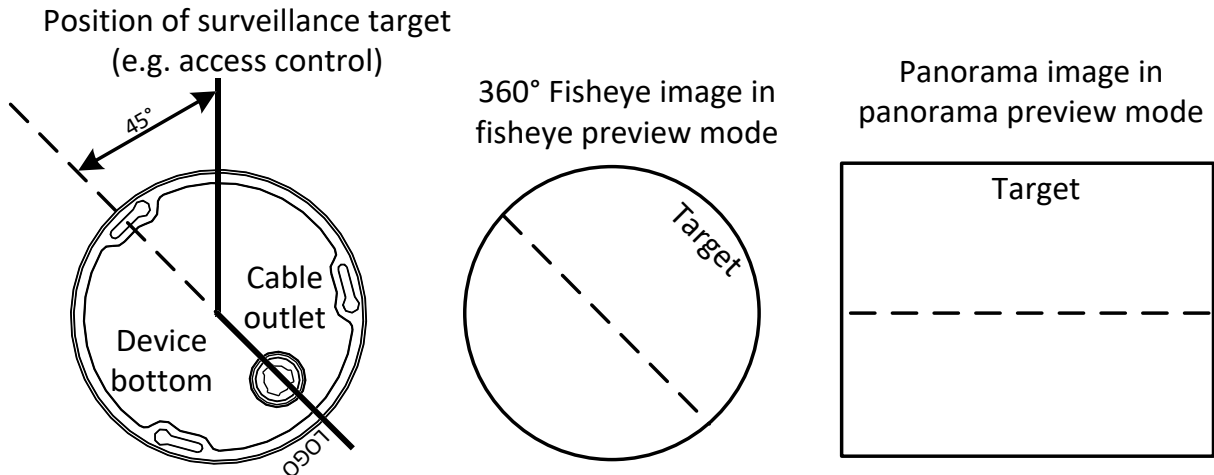 Position of surveillance target
(e.g. access control)
45°
Cable
outlet
Device
bottom
LOGO
360° Fisheye image in
fisheye preview mode
Target
Panorama image in
panorama preview mode
Target